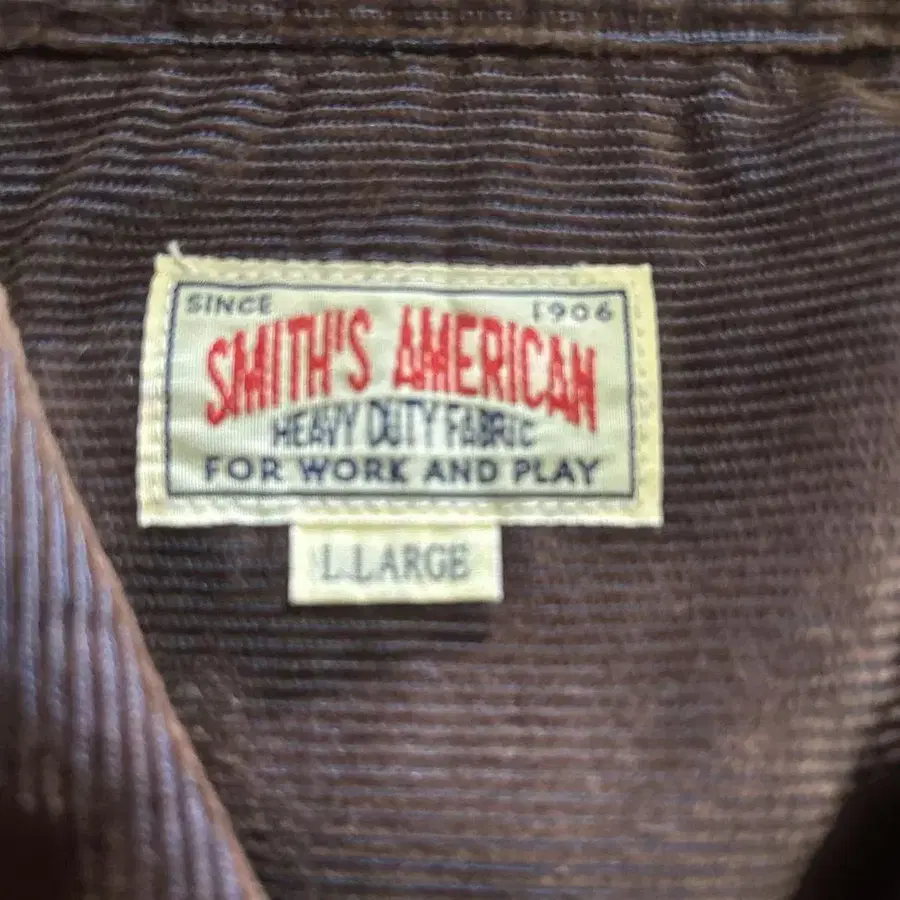 SINCE 1906
SMITH'S AMERICAN
HEAVY DUTY FABRIC
FOR WORK AND PLAY
L.LARGE